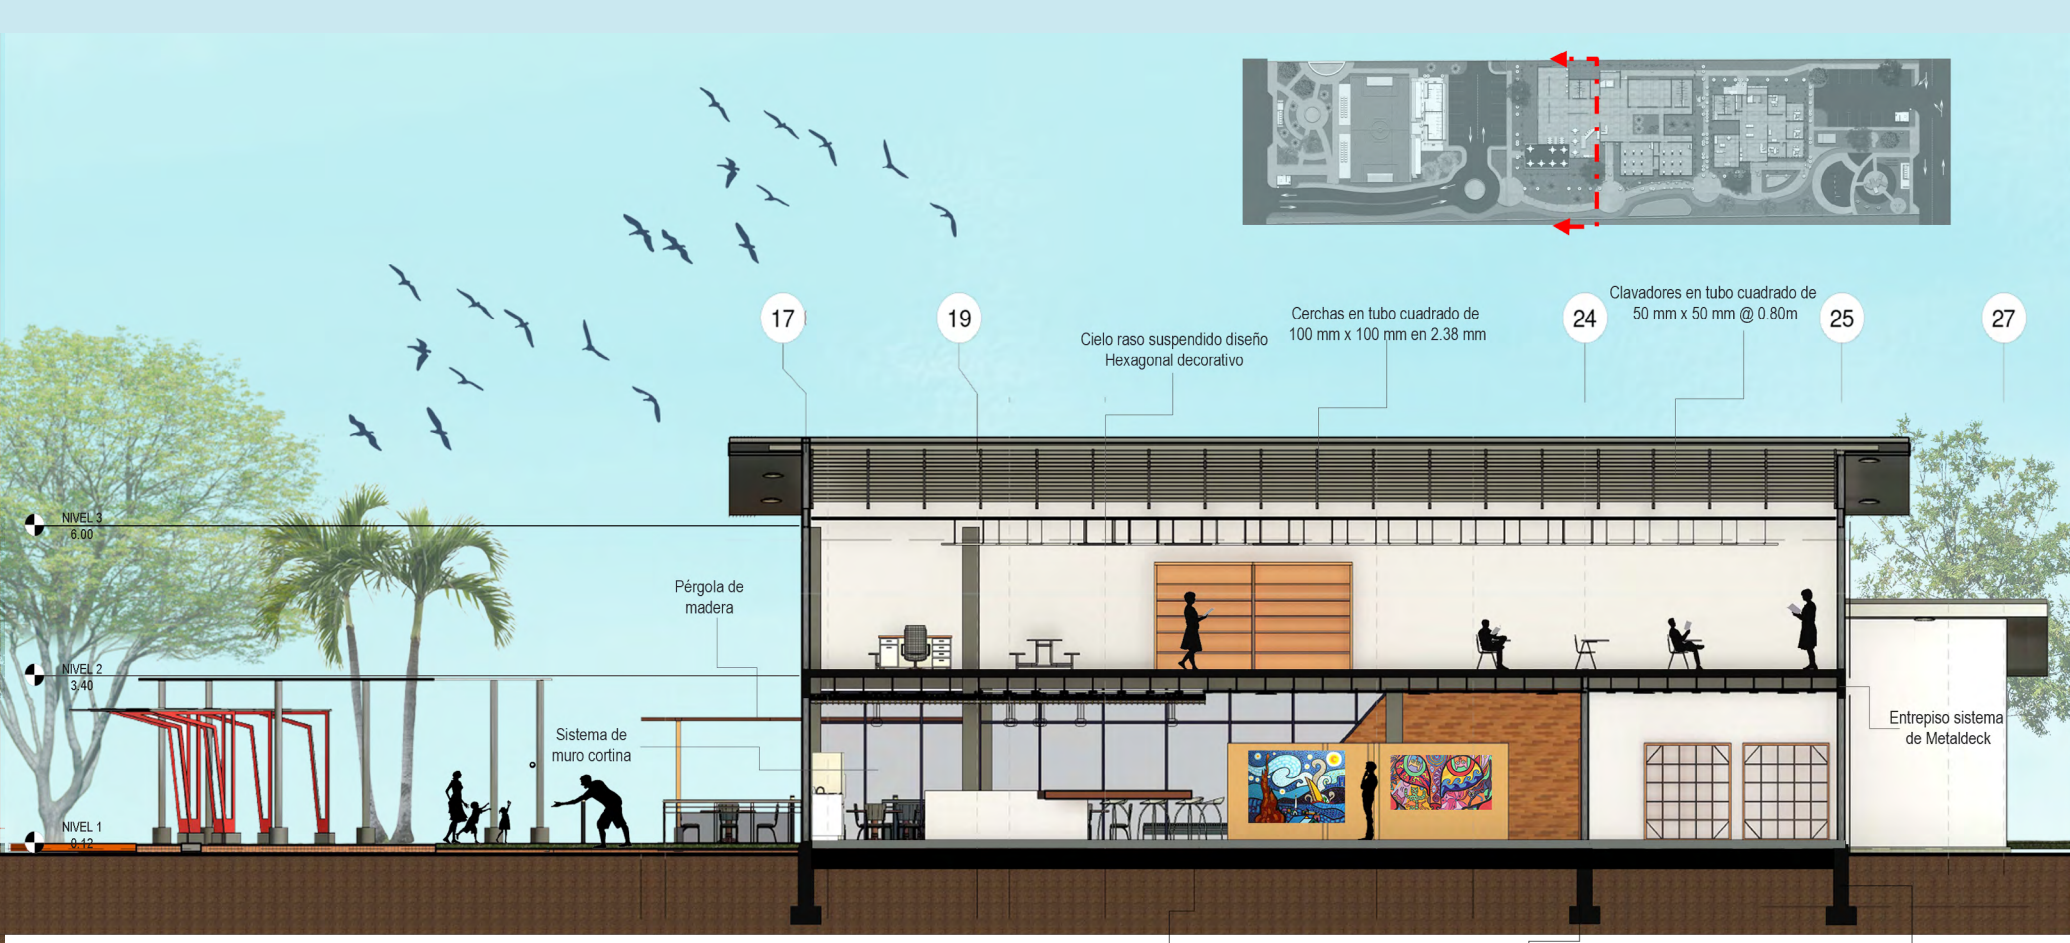 17
19
24
25
27
Clavadores en tubo cuadrado de
50 mm x 50 mm @ 0.80m
Cerchas en tubo cuadrado de
100 mm x 100 mm en 2.38 mm
Cielo raso suspendido diseño
Hexagonal decorativo
NIVEL 3
6.00
Pérgola de
madera
NIVEL 2
3.40
Sistema de
muro cortina
Entrepiso sistema
de Metaldeck
NIVEL 1
0.12